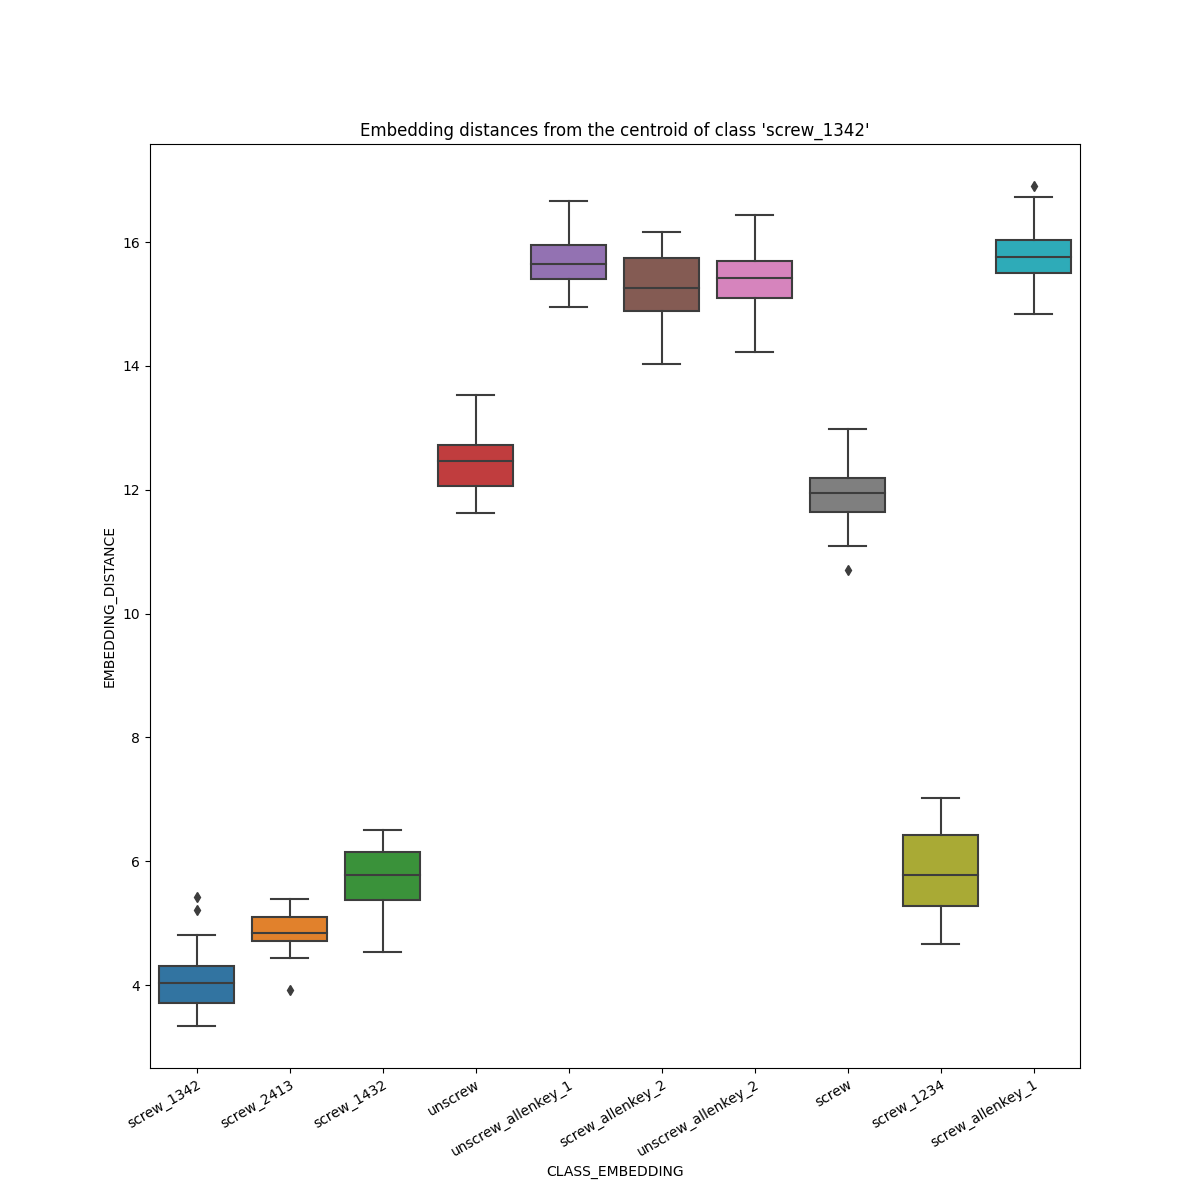 Embedding distances from the centroid of class 'screw_1342'
EMBEDDING_DISTANCE
16
14
12
10
8
6
4
screw_1342
screw_2413
screw_1432
unscrew
unscrew_allenkey_1
screw_allenkey_2
unscrew_allenkey_2
screw
screw_1234
screw_allenkey_1
CLASS_EMBEDDING